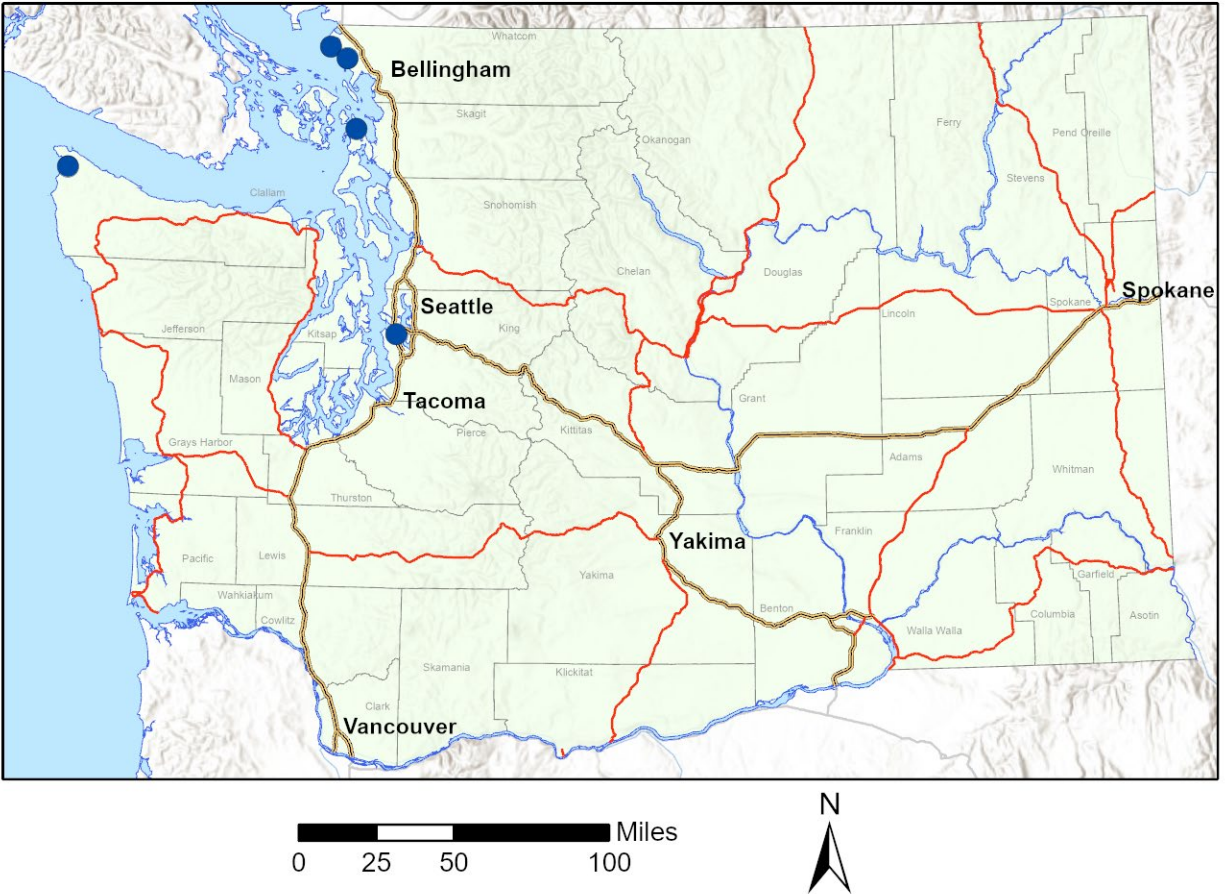 Whatcom
Bellingham
Skagit
Okanogan
Ferry
Pend Oreille
Stevens
Clallam
Snohomish
Chelan
Douglas
Spokane
Spokane
Seattle
Lincoln
Jefferson
Kitsap
King
Mason
Tacoma
Grant
Pierce
Kittitas
Grays Harbor
Adams
Whitman
Thurston
Franklin
Yakima
Pacific
Lewis
Yakima
Garfield
Wahkiakum
Benton
Columbia
Asotin
Cowlitz
Walla Walla
Skamania
Klickitat
Clark
Vancouver
N
Miles
0 25 50 100